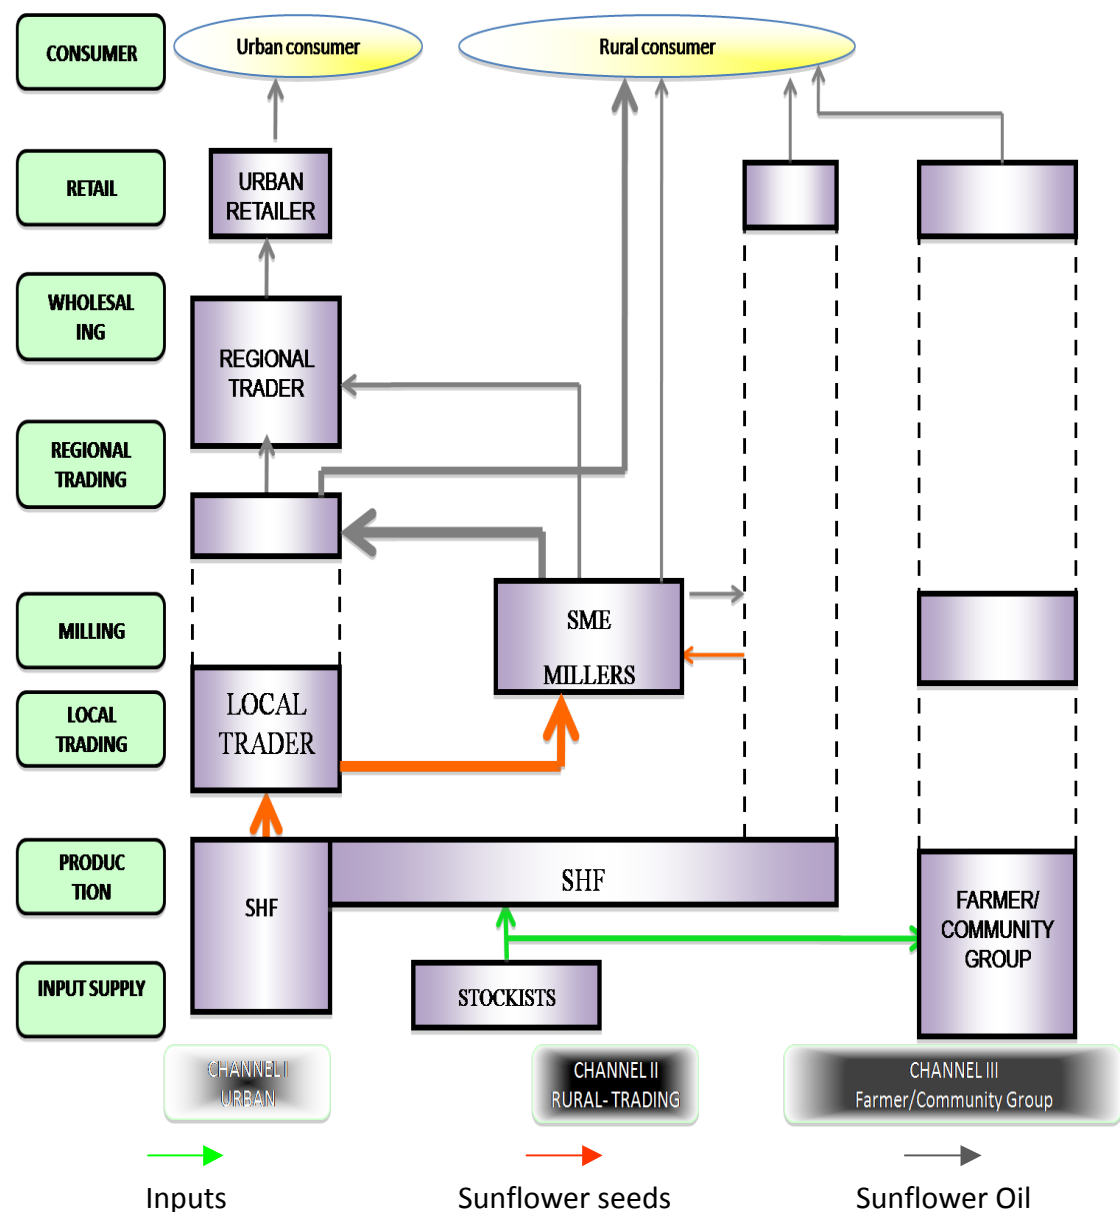 CONSUMER
Urban consumer
Rural consumer
RETAIL
URBAN
RETAILER
WHOLESAL
ING
REGIONAL
TRADER
REGIONAL
TRADING
MILLING
SME
MILLERS
LOCAL
TRADING
LOCAL
TRADER
PRODUC
TION
SHF
SHF
FARMER/
COMMUNITY
GROUP
INPUT SUPPLY
STOCKISTS
CHANNEL I
URBAN
CHANNEL II
RURAL- TRADING
CHANNEL III
Farmer/Community Group
Inputs
Sunflower seeds
Sunflower Oil